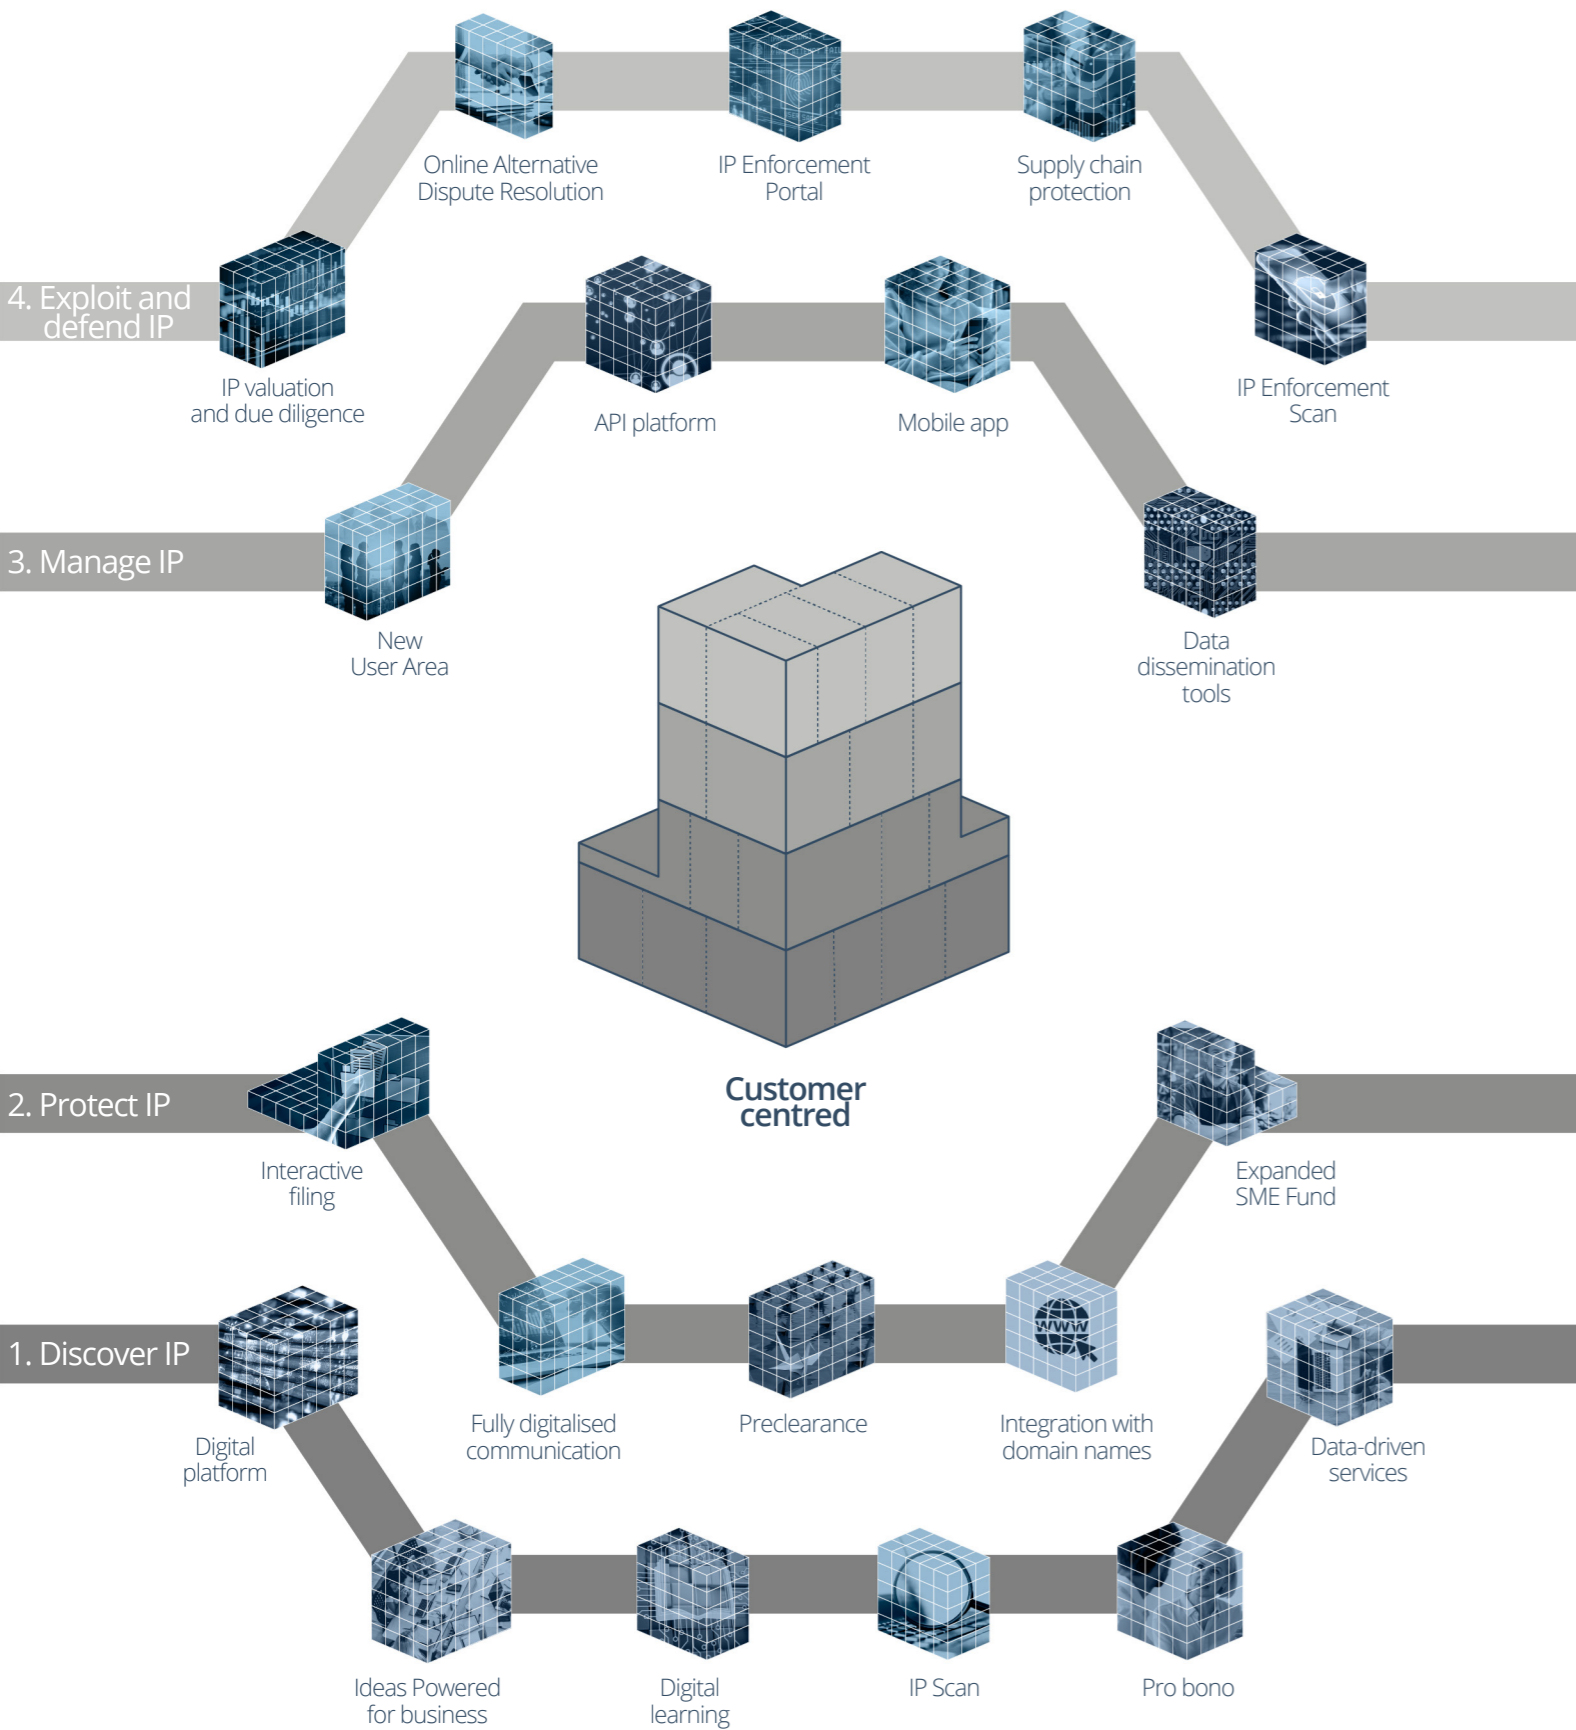 Online Alternative
Dispute Resolution
IP Enforcement
Portal
Supply chain
protection
4. Exploit and
defend IP
IP valuation
and due diligence
IP Enforcement
Scan
API platform
Mobile app
3. Manage IP
New
User Area
Data
dissemination
tools
Customer
centred
2. Protect IP
Interactive
filing
Expanded
SME Fund
1. Discover IP
Digital
platform
Fully digitalised
communication
Preclearance
www
Integration with
domain names
Data-driven
services
Ideas Powered
for business
Digital
learning
IP Scan
Pro bono